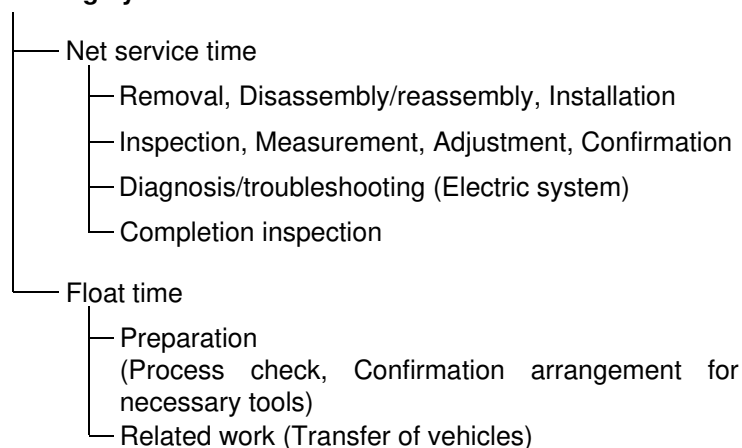 Net service time
Removal, Disassembly/reassembly, Installation
Inspection, Measurement, Adjustment, Confirmation
Diagnosis/troubleshooting (Electric system)
Completion inspection
Float time
Preparation
(Process check, Confirmation arrangement for
necessary tools)
Related work (Transfer of vehicles)